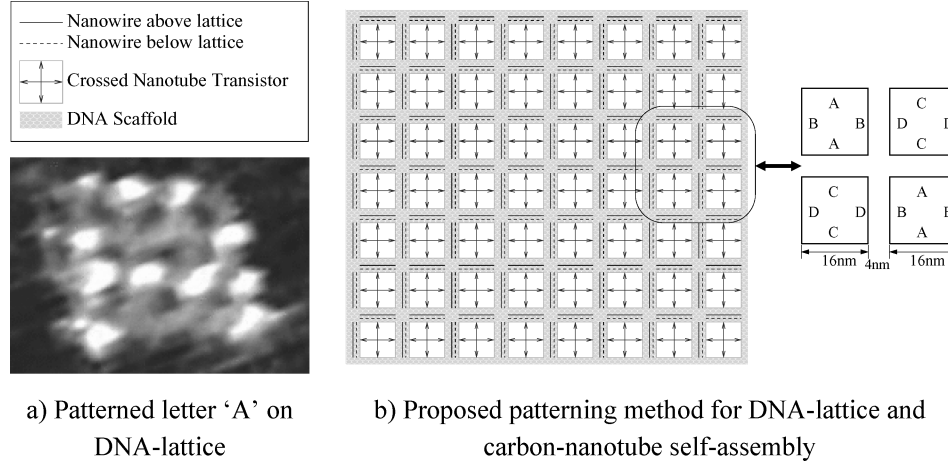 Nanowire above lattice
Nanowire below lattice
Crossed Nanotube Transistor
DNA Scaffold
A C
B B D
A C
C A
D D B
C A
16nm 4nm 16nm
a) Patterned letter ‘A’ on
DNA-lattice
b) Proposed patterning method for DNA-lattice and
carbon-nanotube self-assembly